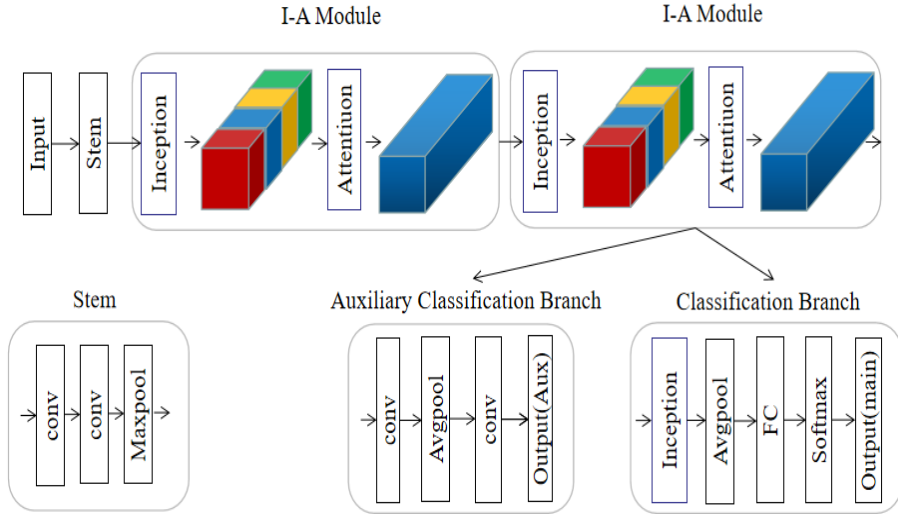 I-A Module
I-A Module
Input
Stem
Inception
Attentiuon
Inception
Attentiuon
Stem
Auxiliary Classification Branch
Classification Branch
conv
conv
Maxpool
conv
Avgpool
conv
Output(Aux)
Inception
Avgpool
FC
Softmax
Output(main)